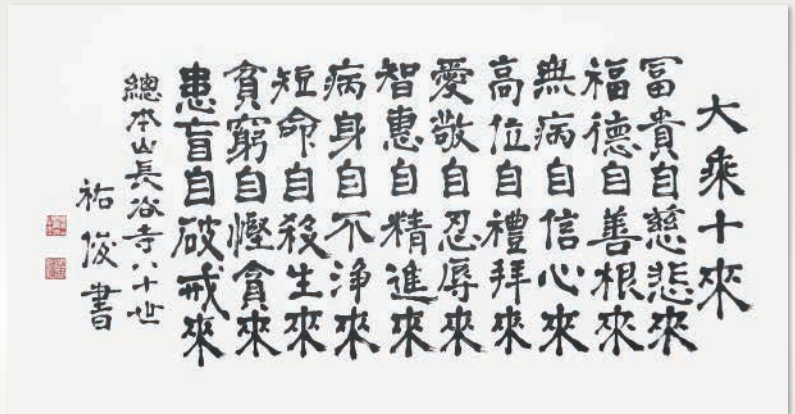 大乘十來
冨貴自慈悲來
福德自善根來
無病自信心來
高位自禮拜來
愛敬自忍辱來
智惠自精進來
病身自不淨來
短命自殺生來
貧窮自慳貪來
患盲自破戒來
總本山長谷寺八十世
祐俊書